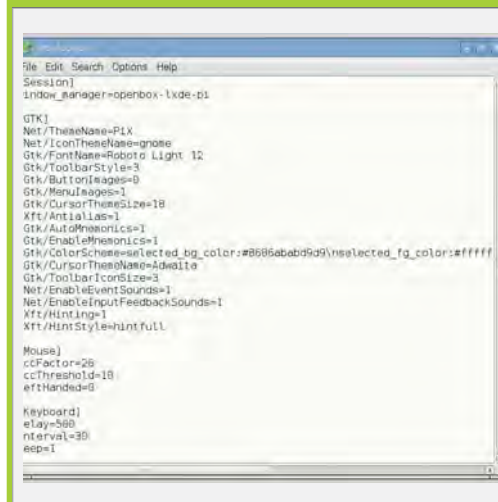 File Edit Search Options Help
Session]
indow_manager=openbox-lxde-pi
GTK]
Net/ThemeName=PiX
Net/IconThemeName=gnome
Gtk/FontName=Roboto Light 12
Gtk/ToolbarStyle=3
Gtk/ButtonImages=0
Gtk/MenuImages=1
Gtk/CursorThemeSize=18
Xft/Antialias=1
Gtk/AutoMnemonics=1
Gtk/EnableMnemonics=1
Gtk/ColorScheme=selected_bg_color:#8686ababd9d9\nselected_fg_color:#fffff
Gtk/CursorThemeName=Adwaita
Gtk/ToolbarIconSize=3
Net/EnableEventSounds=1
Net/EnableInputFeedbackSounds=1
Xft/Hinting=1
Xft/HintStyle=hintfull
Mouse]
ccFactor=20
ccThreshold=10
eftHanded=0
Keyboard]
elay=500
nterval=30
eep=1